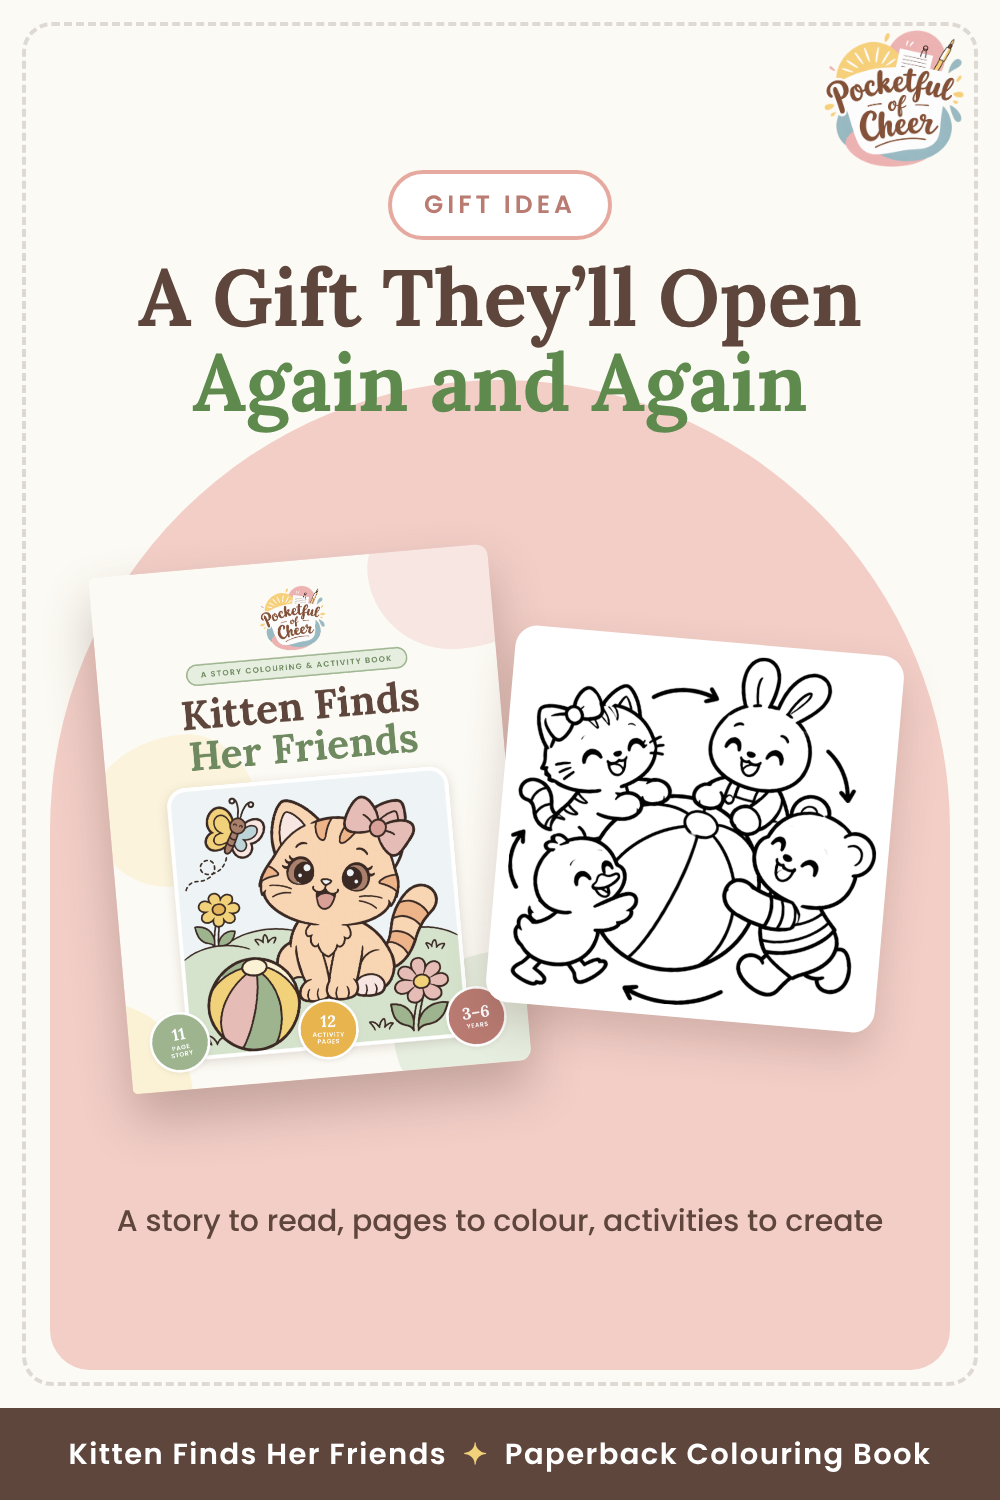 Pocketful
of
Cheer
GIFT IDEA
A Gift They’ll Open
Again and Again
Pocketful
of
Cheer
A STORY COLOURING & ACTIVITY BOOK
Kitten Finds
Her Friends
11
PAGE
STORY
12
ACTIVITY
PAGES
3–6
YEARS
A story to read, pages to colour, activities to create
Kitten Finds Her Friends ✦ Paperback Colouring Book